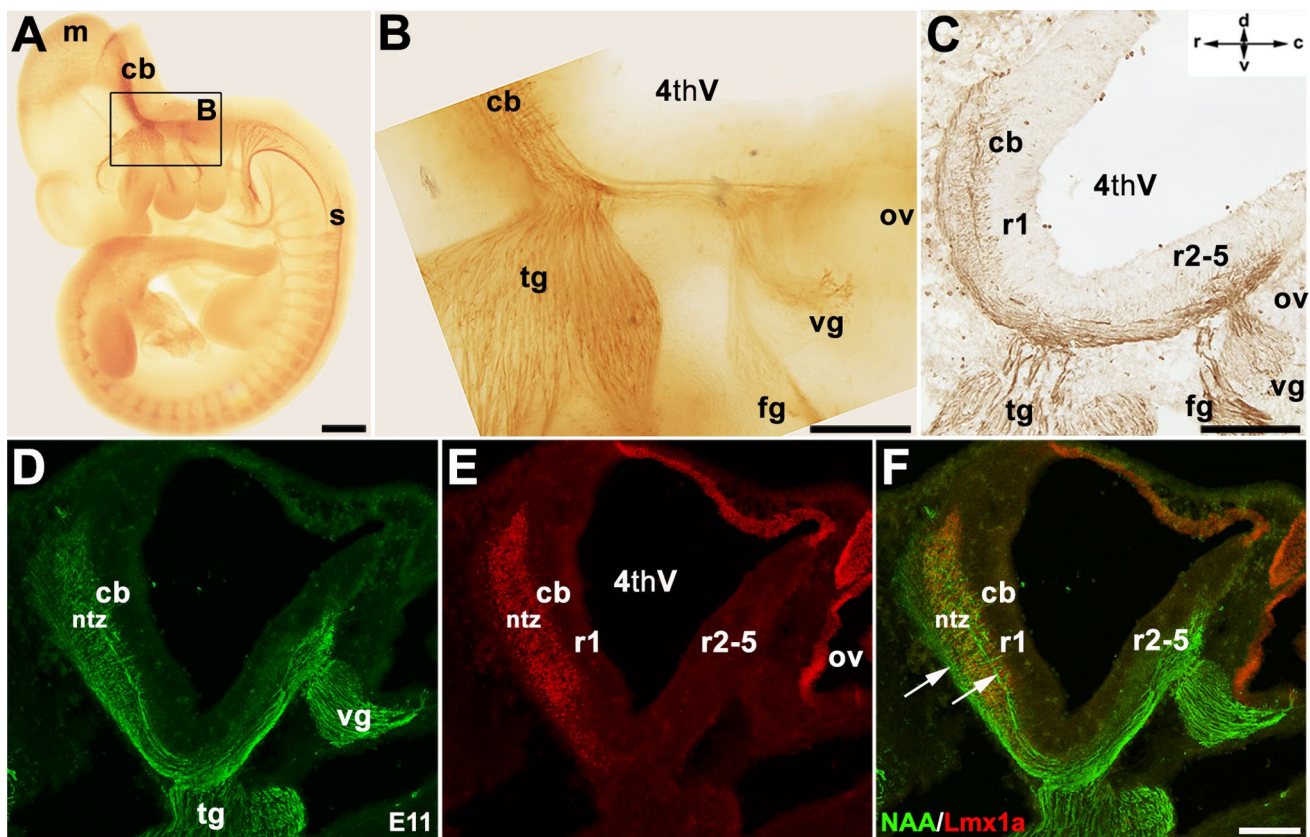 A
m
cb
B
s
B
cb
4thV
ov
tg
vg
fg
C
d
r
c
v
cb
4thV
r1
r2-5
ov
vg
tg
fg
D
cb
ntz
vg
tg
E11
E
4thV
cb
ntz
r1
r2-5
ov
F
cb
ntz
r1
r2-5
NAA/Lmx1a